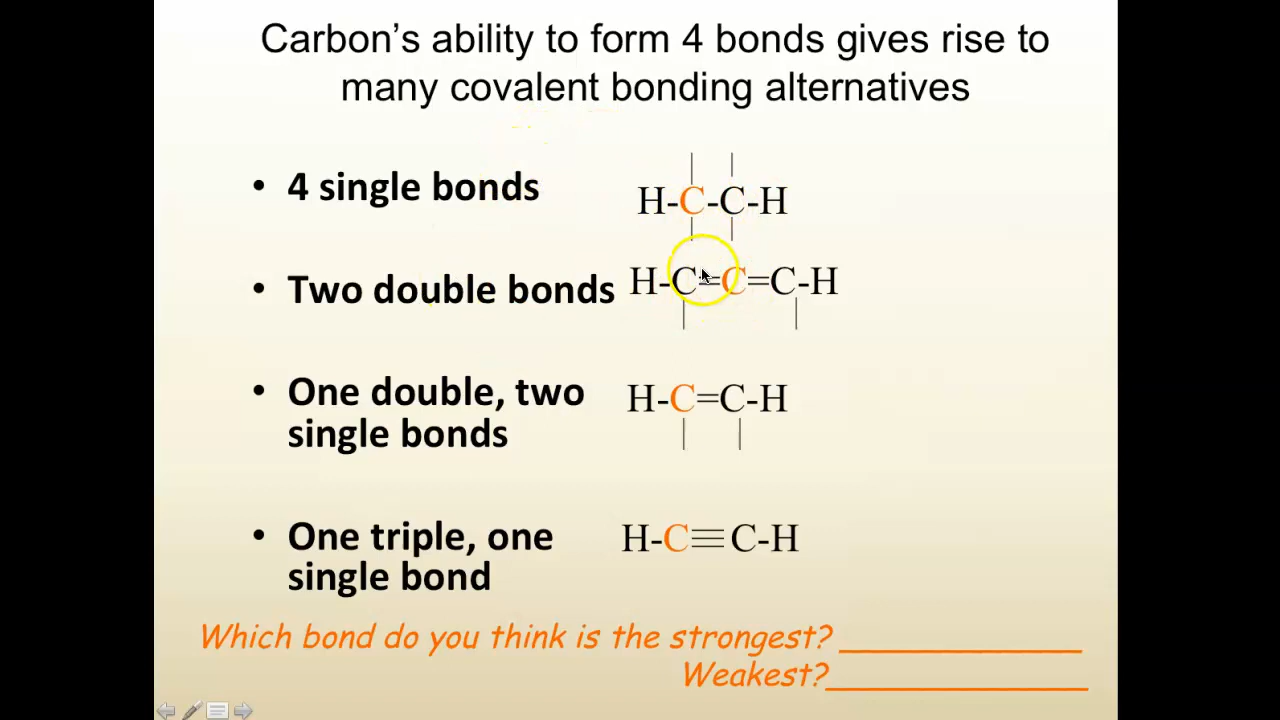 Carbon’s ability to form 4 bonds gives rise to
many covalent bonding alternatives
• 4 single bonds
H-C-C-H
• Two double bonds
H-C=C=C-H
• One double, two
single bonds
H-C=C-H
• One triple, one
single bond
H-C≡C-H
Which bond do you think is the strongest? ______________
Weakest?_______________